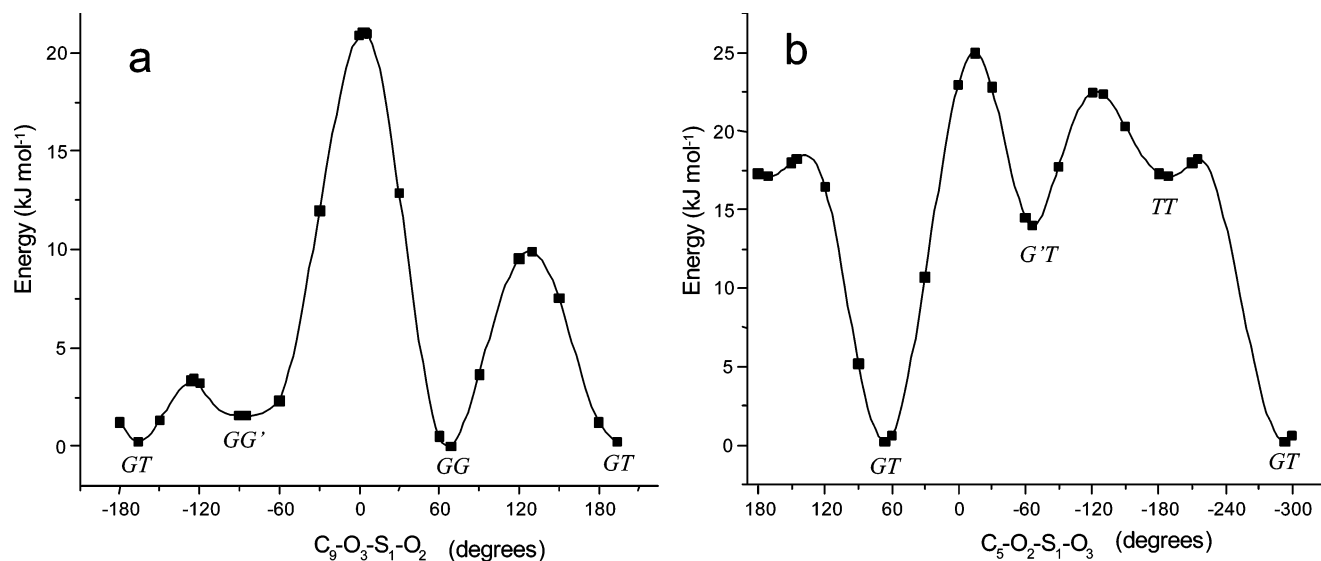 a
Energy (kJ mol⁻¹)
20
15
10
5
0
GT
GG'
GG
GT
-180 -120 -60 0 60 120 180
C₉-O₃-S₁-O₂ (degrees)
b
Energy (kJ mol⁻¹)
25
20
15
10
5
0
G'T
TT
GT
GT
180 120 60 0 -60 -120 -180 -240 -300
C₅-O₂-S₁-O₃ (degrees)